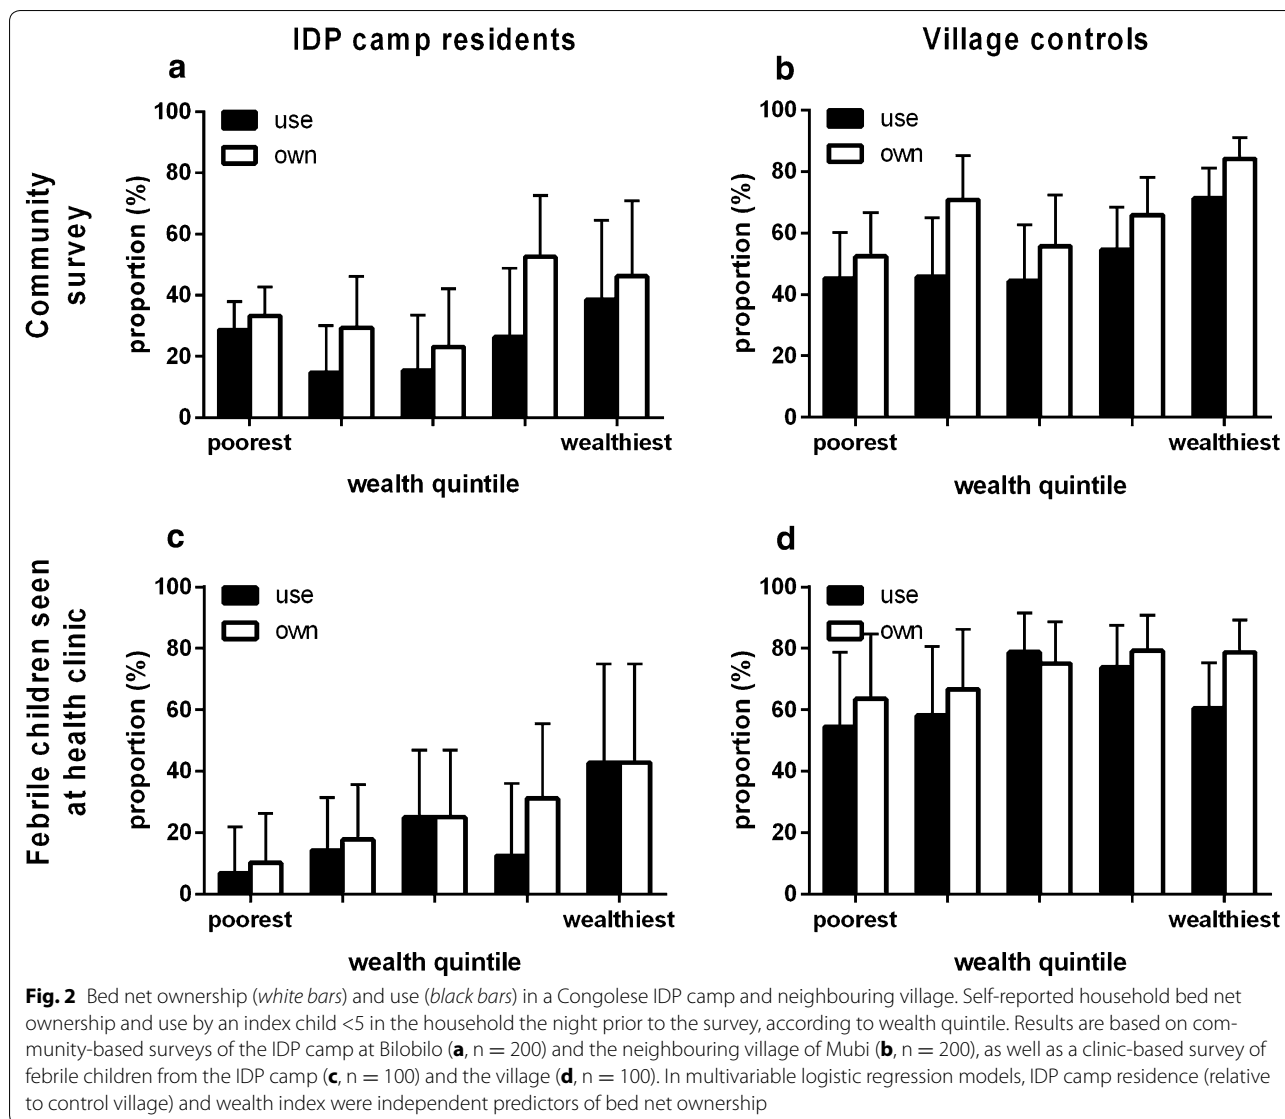 IDP camp residents
Village controls
Community
survey
a
100
80
60
40
20
0
proportion (%)
use
own
poorest
wealthiest
wealth quintile
b
100
80
60
40
20
0
proportion (%)
use
own
poorest
wealthiest
wealth quintile
Febrile children seen
at health clinic
c
100
80
60
40
20
0
proportion (%)
use
own
poorest
wealthiest
wealth quintile
d
100
80
60
40
20
0
proportion (%)
use
own
poorest
wealthiest
wealth quintile
Fig. 2 Bed net ownership (white bars) and use (black bars) in a Congolese IDP camp and neighbouring village. Self-reported household bed net
ownership and use by an index child <5 in the household the night prior to the survey, according to wealth quintile. Results are based on com-
munity-based surveys of the IDP camp at Bilobilo (a, n = 200) and the neighbouring village of Mubi (b, n = 200), as well as a clinic-based survey of
febrile children from the IDP camp (c, n = 100) and the village (d, n = 100). In multivariable logistic regression models, IDP camp residence (relative
to control village) and wealth index were independent predictors of bed net ownership